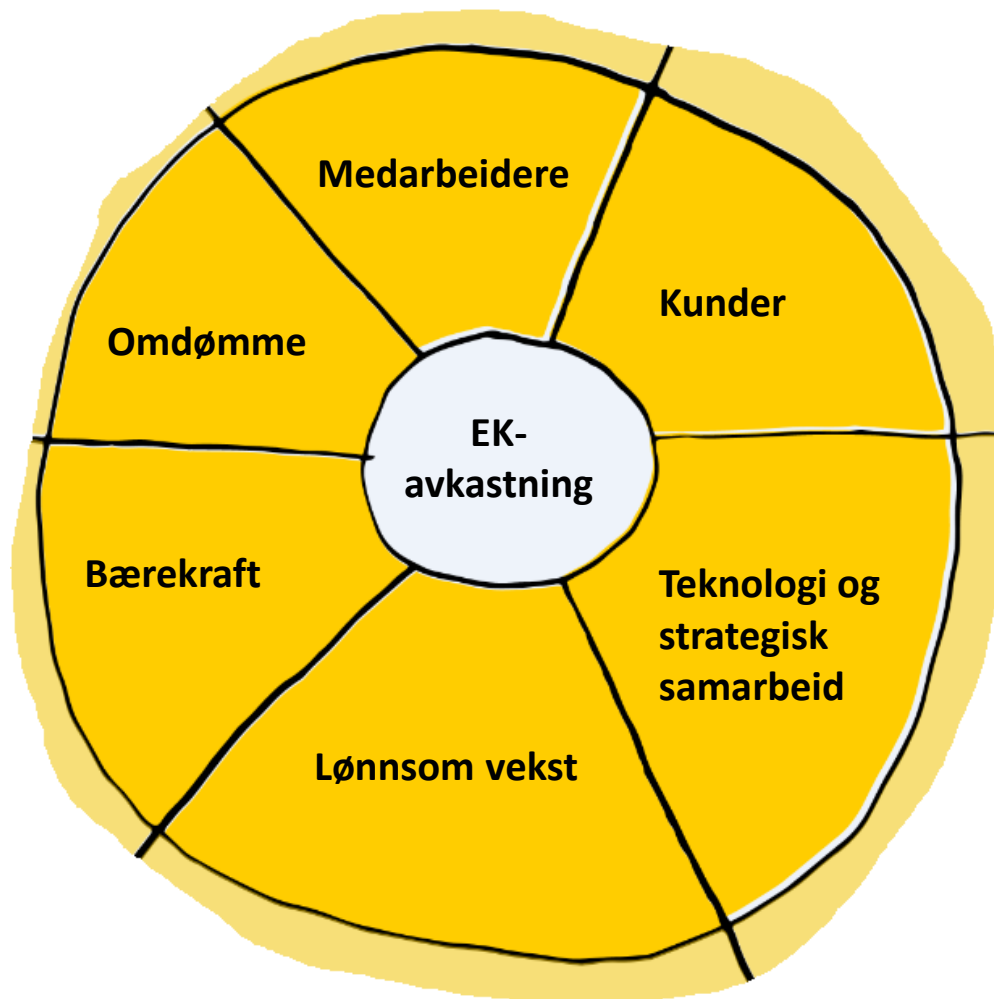 Medarbeidere
Kunder
Omdømme
EK-
avkastning
Bærekraft
Teknologi og
strategisk
samarbeid
Lønnsom vekst